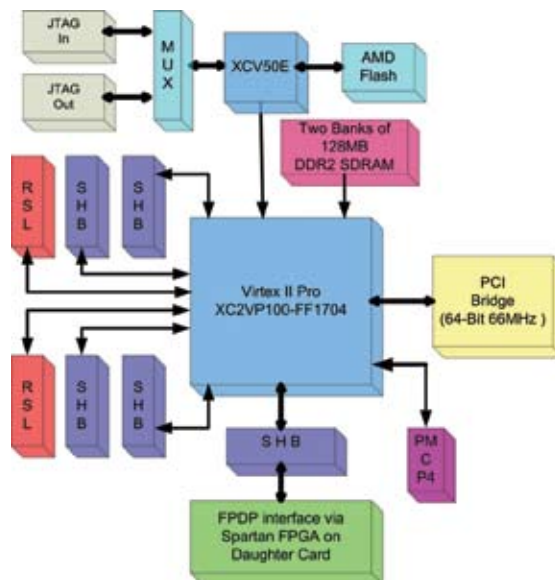 JTAG
In
M
U
X
XCV50E
AMD
Flash
JTAG
Out
Two Banks of
128MB
DDR2 SDRAM
R
S
L
S
H
B
S
H
B
Virtex II Pro
XC2VP100-FF1704
PCI
Bridge
(64-Bit 66MHz )
R
S
L
S
H
B
S
H
B
S H B
PM
C
P4
FPDP interface via
Spartan FPGA on
Daughter Card